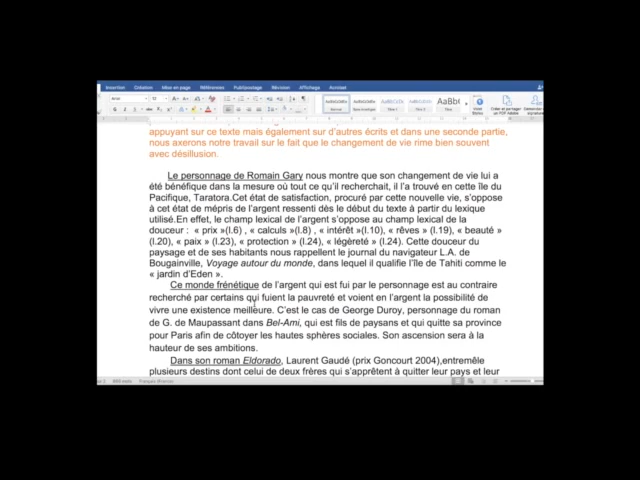 Insertion Création Mise en page Références Publipostage Révision Affichage Acrobat
appuyant sur ce texte mais également sur d'autres écrits et dans une seconde partie,
nous axerons notre travail sur le fait que le changement de vie rime bien souvent
avec désillusion.
Le personnage de Romain Gary nous montre que son changement de vie lui a
été bénéfique dans la mesure où tout ce qu'il recherchait, il l'a trouvé en cette île du
Pacifique, Taratora.Cet état de satisfaction, procuré par cette nouvelle vie, s'oppose
à cet état de mépris de l'argent ressenti dès le début du texte à partir du lexique
utilisé.En effet, le champ lexical de l'argent s'oppose au champ lexical de la
douceur : « prix »(l.6) , « calculs »(l.8) , « intérêt »(l.10), « rêves » (l.19), « beauté »
(l.20), « paix » (l.23), « protection » (l.24), « légèreté » (l.24). Cette douceur du
paysage et de ses habitants nous rappellent le journal du navigateur L.A. de
Bougainville, Voyage autour du monde, dans lequel il qualifie l'île de Tahiti comme le
« jardin d'Eden ».
Ce monde frénétique de l'argent qui est fui par le personnage est au contraire
recherché par certains qui fuient la pauvreté et voient en l'argent la possibilité de
vivre une existence meilleure. C'est le cas de George Duroy, personnage du roman
de G. de Maupassant dans Bel-Ami, qui est fils de paysans et qui quitte sa province
pour Paris afin de côtoyer les hautes sphères sociales. Son ascension sera à la
hauteur de ses ambitions.
Dans son roman Eldorado, Laurent Gaudé (prix Goncourt 2004),entremêle
plusieurs destins dont celui de deux frères qui s'apprêtent à quitter leur pays et leur
Français (France)